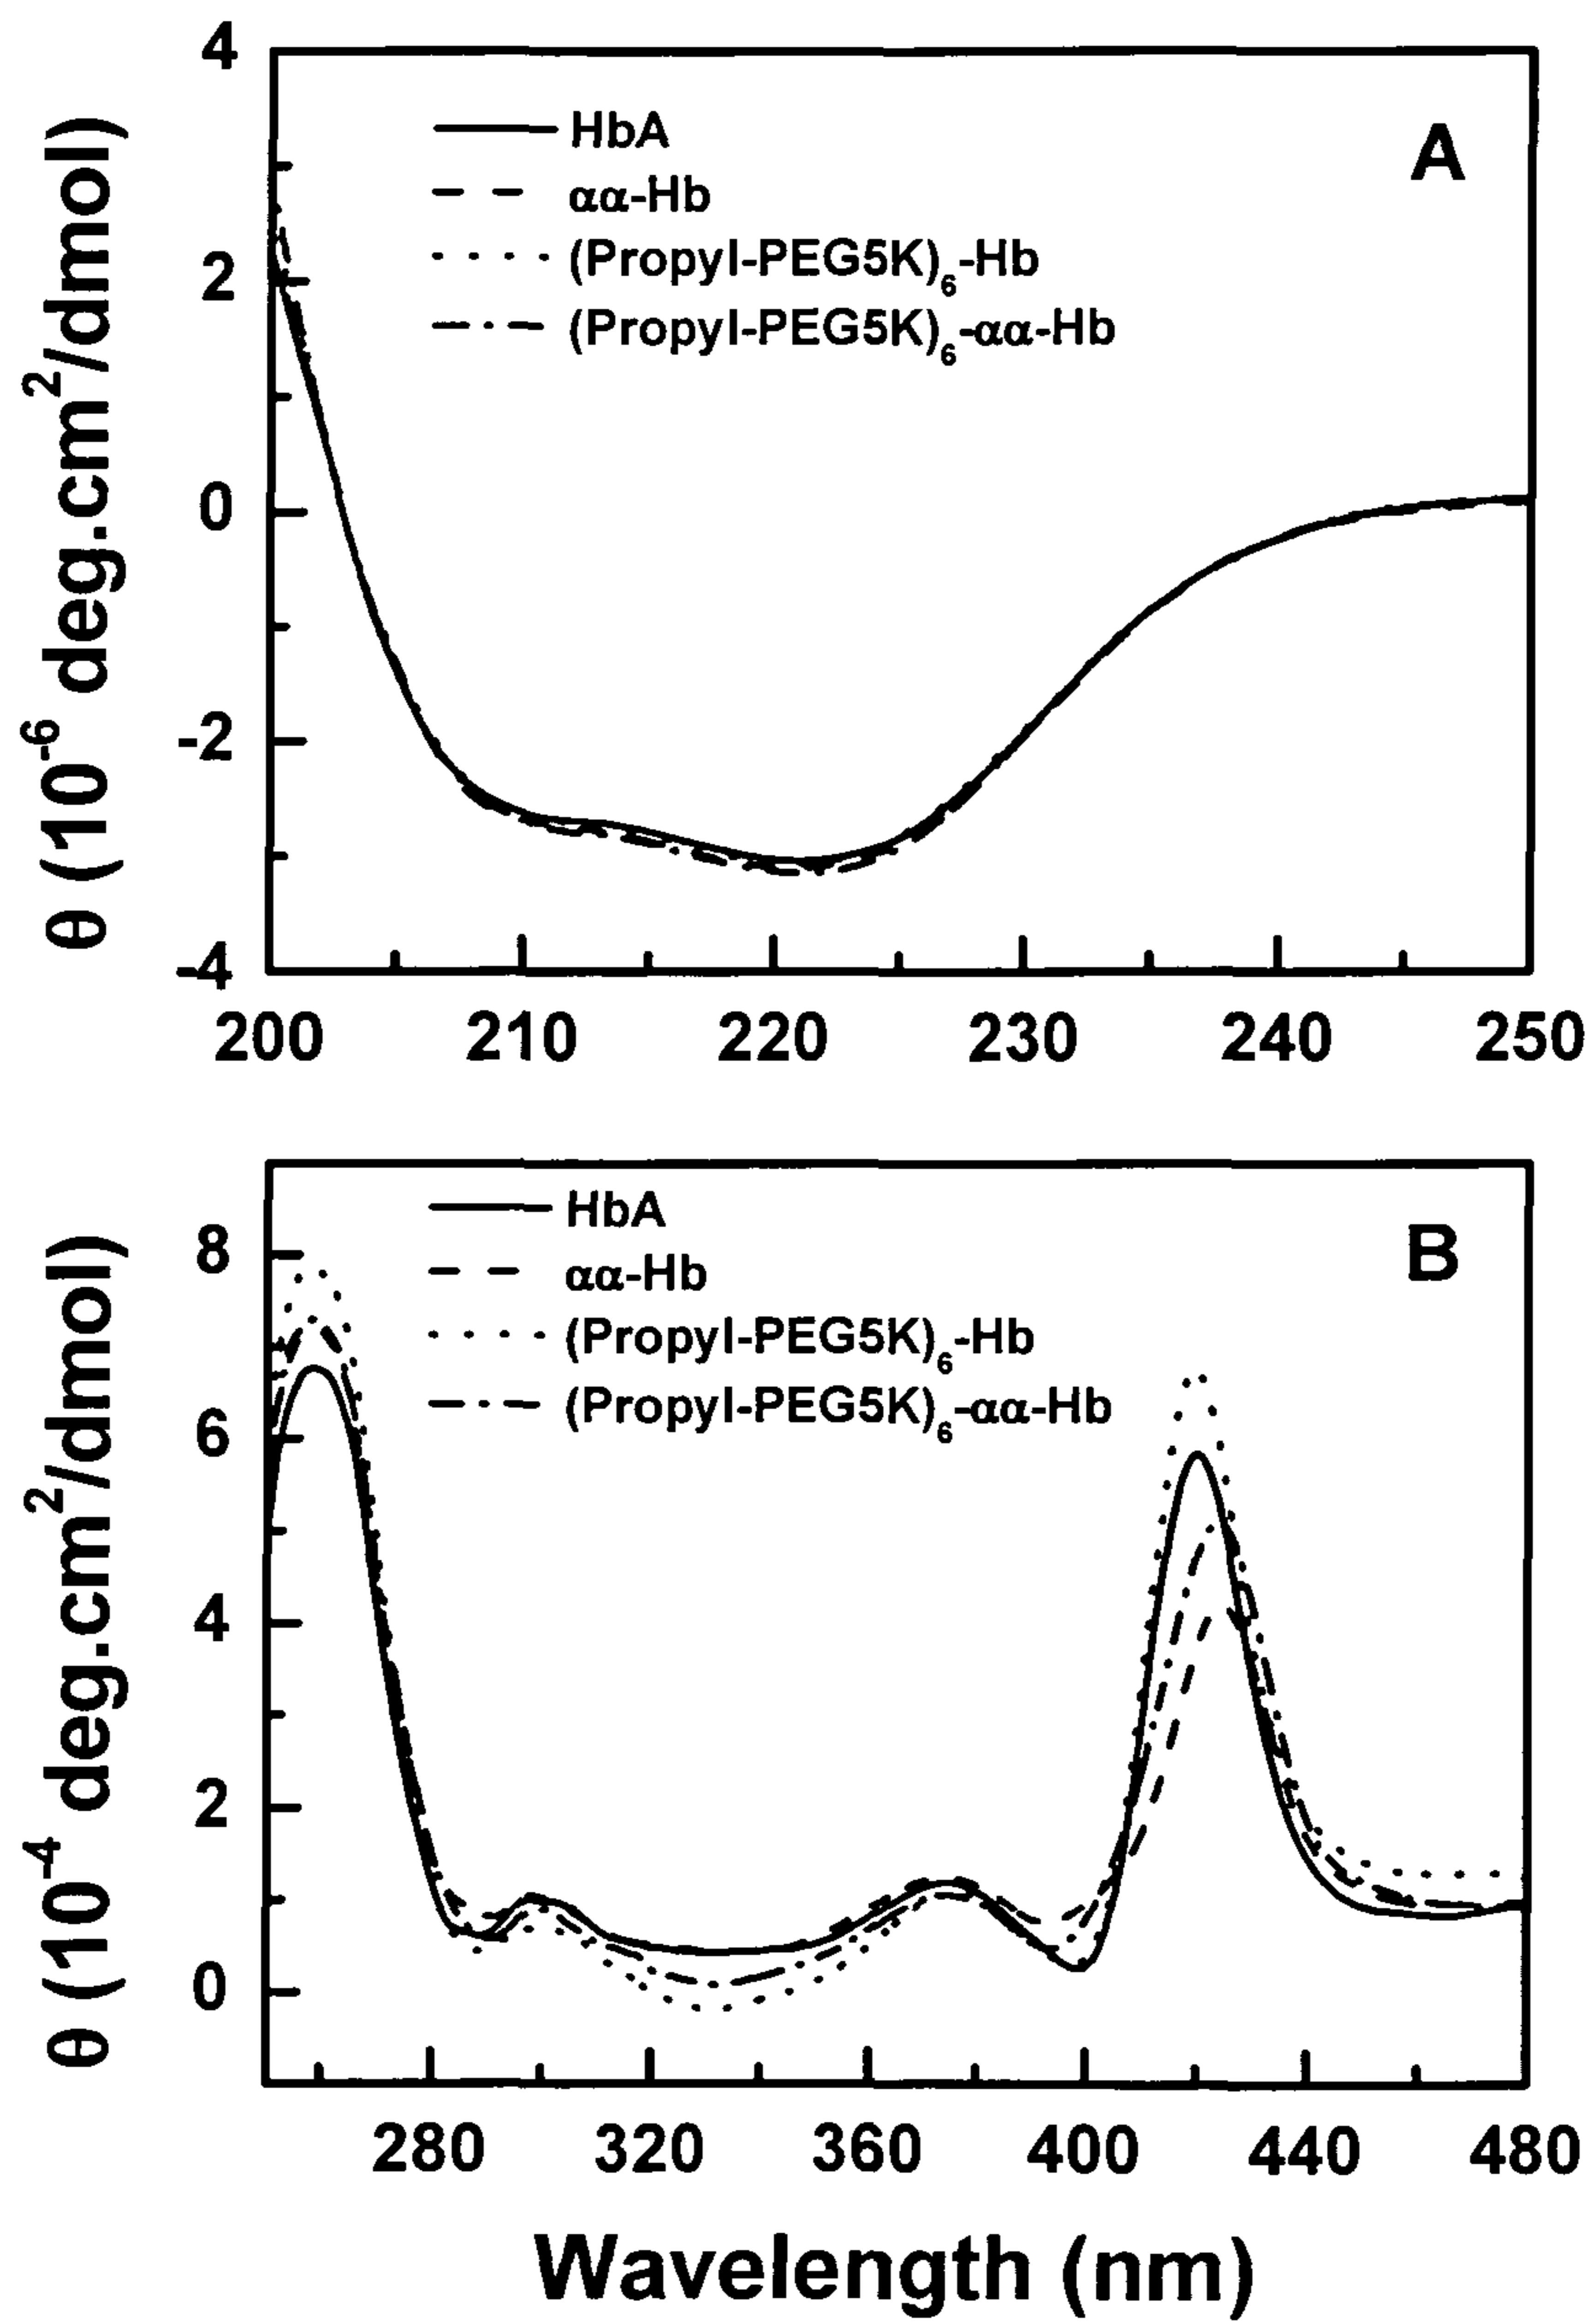 4
2
0
-2
-4
θ (10⁻⁶ deg.cm²/dmol)
HbA
αα-Hb
(Propyl-PEG5K)₆-Hb
(Propyl-PEG5K)₆-αα-Hb
A
200 210 220 230 240 250
8
6
4
2
0
θ (10⁻⁴ deg.cm²/dmol)
HbA
αα-Hb
(Propyl-PEG5K)₆-Hb
(Propyl-PEG5K)₆-αα-Hb
B
280 320 360 400 440 480
Wavelength (nm)